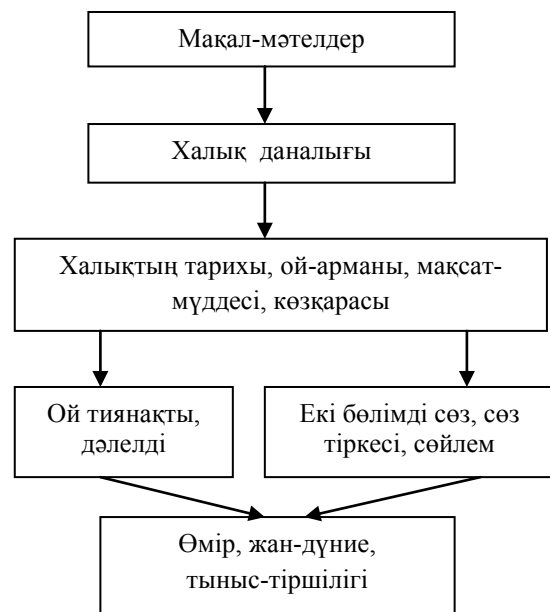 Мақал-мәтелдер
Халық даналығы
Халықтың тарихы, ой-арманы, мақсат-
мүддесі, көзқарасы
Ой тиянақты,
дәлелді
Екі бөлімді сөз, сөз
тіркесі, сөйлем
Өмір, жан-дүние,
тыныс-тіршілігі